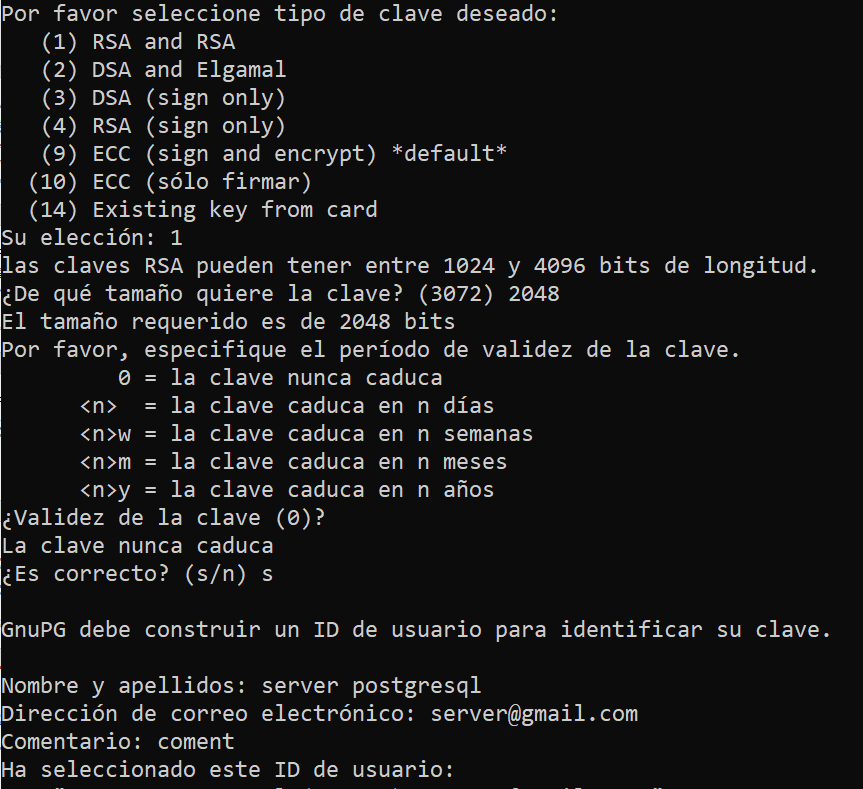 Por favor seleccione tipo de clave deseado:
(1) RSA and RSA
(2) DSA and Elgamal
(3) DSA (sign only)
(4) RSA (sign only)
(9) ECC (sign and encrypt) *default*
(10) ECC (sólo firmar)
(14) Existing key from card
Su elección: 1
las claves RSA pueden tener entre 1024 y 4096 bits de longitud.
¿De qué tamaño quiere la clave? (3072) 2048
El tamaño requerido es de 2048 bits
Por favor, especifique el período de validez de la clave.
0 = la clave nunca caduca
<n>  = la clave caduca en n días
<n>w = la clave caduca en n semanas
<n>m = la clave caduca en n meses
<n>y = la clave caduca en n años
¿Validez de la clave (0)?
La clave nunca caduca
¿Es correcto? (s/n) s
GnuPG debe construir un ID de usuario para identificar su clave.
Nombre y apellidos: server postgresql
Dirección de correo electrónico: server@gmail.com
Comentario: coment
Ha seleccionado este ID de usuario: